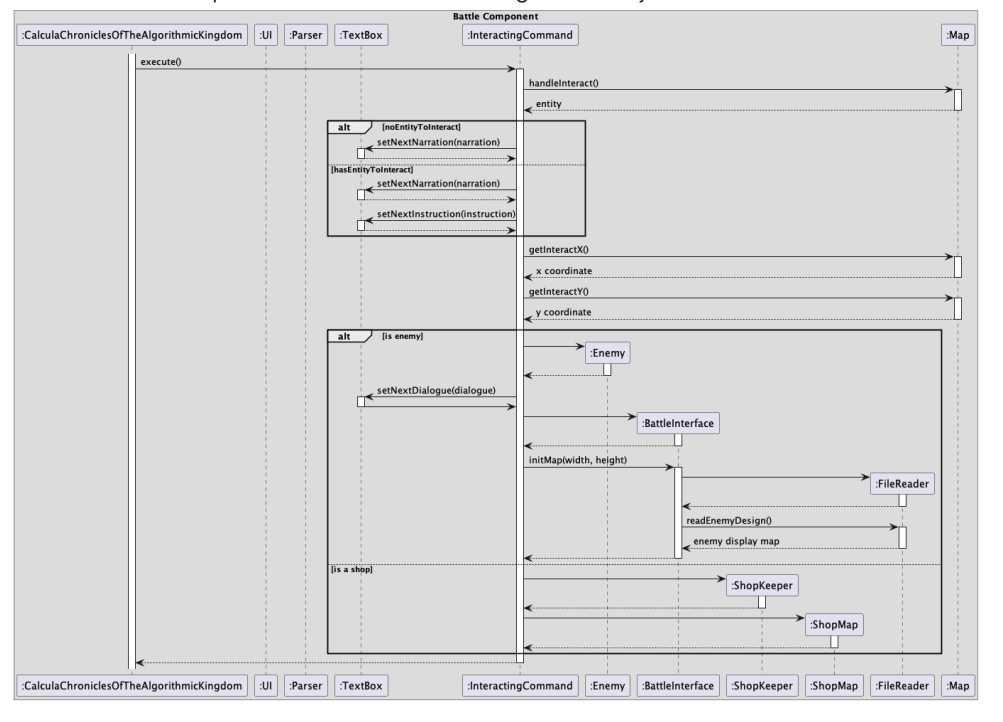 Battle Component
:CalculaChroniclesOfTheAlgorithmicKingdom :UI :Parser :TextBox :InteractingCommand :Map
execute()
handleInteract()
entity
alt [noEntityToInteract]
setNextNarration(narration)
[hasEntityToInteract]
setNextNarration(narration)
setNextInstruction(instruction)
getInteractX()
x coordinate
getInteractY()
y coordinate
alt [is enemy]
:Enemy
setNextDialogue(dialogue)
:BattleInterface
initMap(width, height)
:FileReader
readEnemyDesign()
enemy display map
[is a shop]
:ShopKeeper
:ShopMap
:CalculaChroniclesOfTheAlgorithmicKingdom :UI :Parser :TextBox :InteractingCommand :Enemy :BattleInterface :ShopKeeper :ShopMap :FileReader :Map